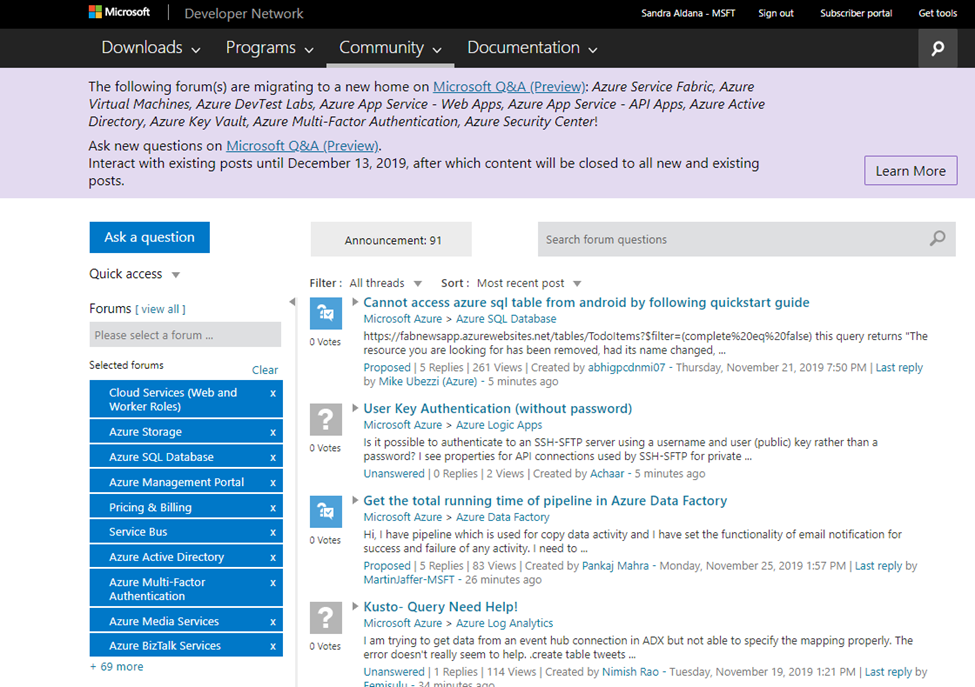 Microsoft | Developer Network
Sandra Aldana - MSFT Sign out Subscriber portal Get tools
Downloads Programs Community Documentation
The following forum(s) are migrating to a new home on Microsoft Q&A (Preview): Azure Service Fabric, Azure
Virtual Machines, Azure DevTest Labs, Azure App Service - Web Apps, Azure App Service - API Apps, Azure Active
Directory, Azure Key Vault, Azure Multi-Factor Authentication, Azure Security Center!
Ask new questions on Microsoft Q&A (Preview).
Interact with existing posts until December 13, 2019, after which content will be closed to all new and existing
posts.
Learn More
Ask a question
Quick access
Forums [ view all ]
Please select a forum ...
Selected forums
Clear
Cloud Services (Web and
Worker Roles) x
Azure Storage x
Azure SQL Database x
Azure Management Portal x
Pricing & Billing x
Service Bus x
Azure Active Directory x
Azure Multi-Factor
Authentication x
Azure Media Services x
Azure BizTalk Services x
+ 69 more
Announcement: 91
Search forum questions
Filter : All threads Sort : Most recent post
Cannot access azure sql table from android by following quickstart guide
Microsoft Azure > Azure SQL Database
0 Votes
https://fabnewsapp.azurewebsites.net/tables/TodoItems?$filter=(complete%20eq%20false) this query returns "The
resource you are looking for has been removed, had its name changed, ...
Proposed | 5 Replies | 261 Views | Created by abhigpcdnmi07 - Thursday, November 21, 2019 7:50 PM | Last reply
by Mike Ubezzi (Azure) - 5 minutes ago
User Key Authentication (without password)
Microsoft Azure > Azure Logic Apps
0 Votes
Is it possible to authenticate to an SSH-SFTP server using a username and user (public) key rather than a
password? I see properties for API connections used by SSH-SFTP for private ...
Unanswered | 0 Replies | 2 Views | Created by Achaar - 5 minutes ago
Get the total running time of pipeline in Azure Data Factory
Microsoft Azure > Azure Data Factory
0 Votes
Hi, I have pipeline which is used for copy data activity and I have set the functionality of email notification for
success and failure of any activity. I need to ...
Proposed | 5 Replies | 83 Views | Created by Pankaj Mahra - Monday, November 25, 2019 1:57 PM | Last reply by
MartinJaffer-MSFT - 26 minutes ago
Kusto- Query Need Help!
Microsoft Azure > Azure Log Analytics
0 Votes
I am trying to get data from an event hub connection in ADX but not able to specify the mapping properly. The
error doesn't really seem to help. .create table tweets ...
Unanswered | 1 Replies | 114 Views | Created by Nimish Rao - Tuesday, November 19, 2019 1:21 PM | Last reply by
Femisulu - 34 minutes ago